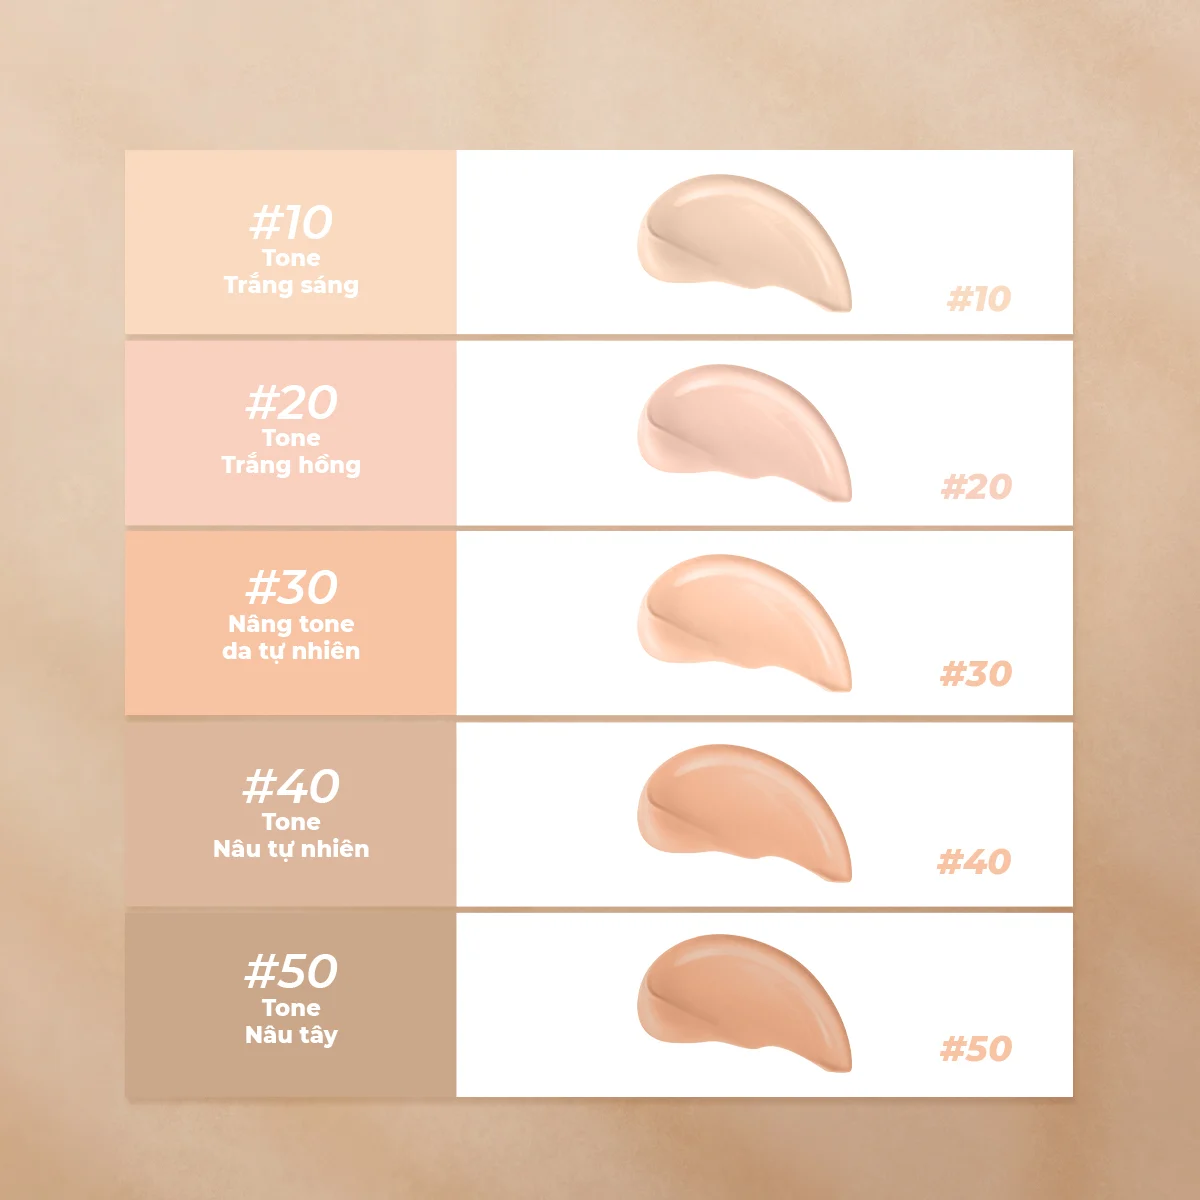 #10
Tone
Trắng sáng
#10
#20
Tone
Trắng hồng
#20
#30
Nâng tone
da tự nhiên
#30
#40
Tone
Nâu tự nhiên
#40
#50
Tone
Nâu tây
#50